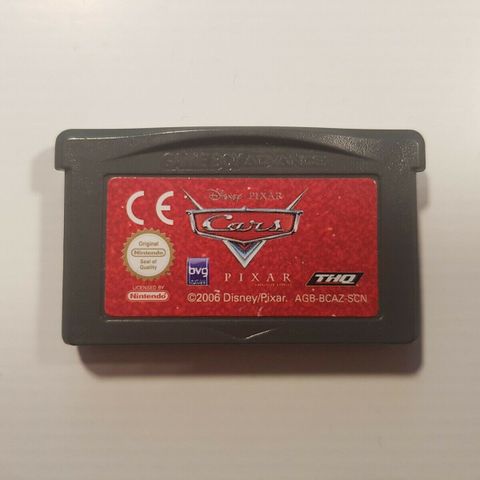 GAME BOY ADVANCE
CE
Disney PIXAR
Cars
Original
Nintendo
Seal of
Quality
LICENSED BY
Nintendo
bvg
PIXAR
THQ
©2006 Disney/Pixar. AGB-BCAZ-SCN